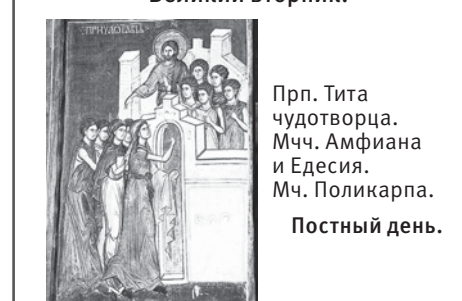 Великий Вторник.
Прп. Тита
чудотворца.
Мчч. Амфиана
и Едесия.
Мч. Поликарпа.
Постный день.